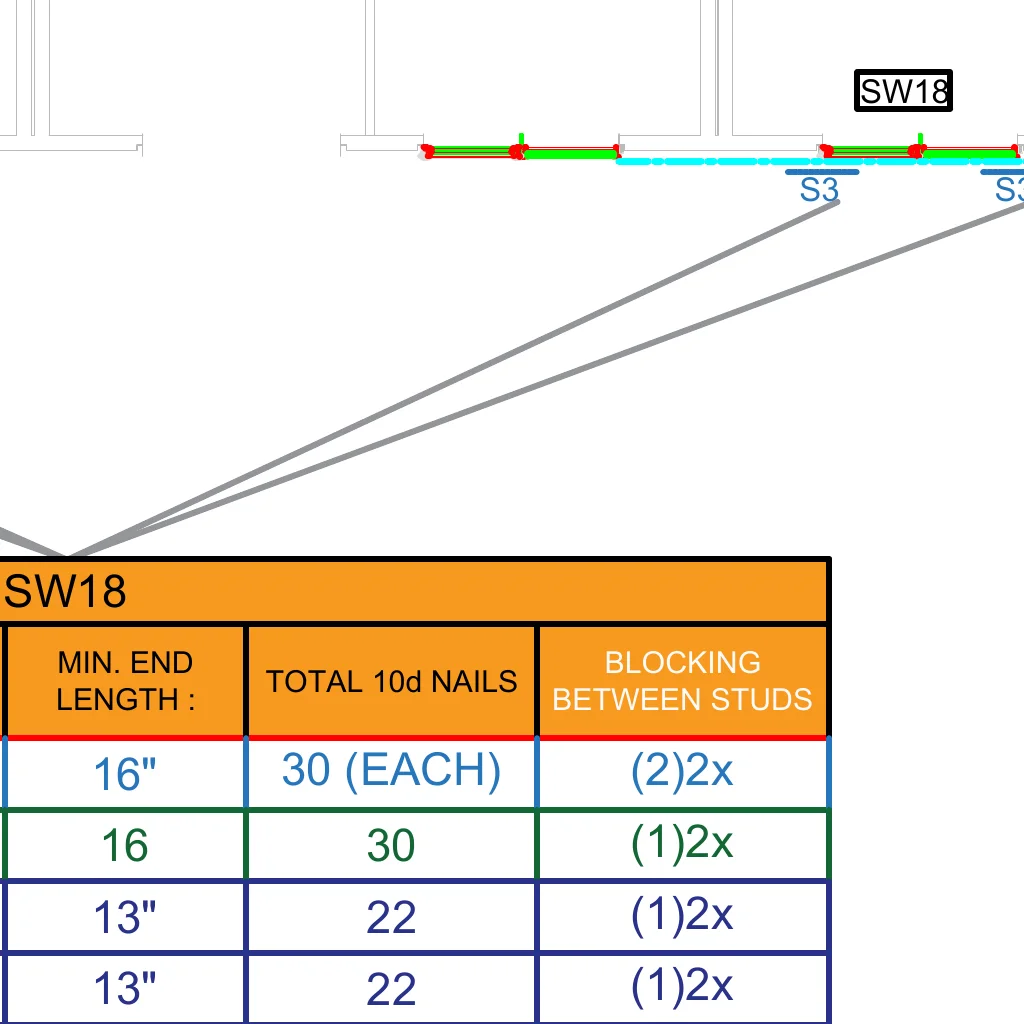 SW18
S3
S3
SW18
MIN. END
LENGTH :
TOTAL 10d NAILS
BLOCKING
BETWEEN STUDS
16"
30 (EACH)
(2)2x
16
30
(1)2x
13"
22
(1)2x
13"
22
(1)2x